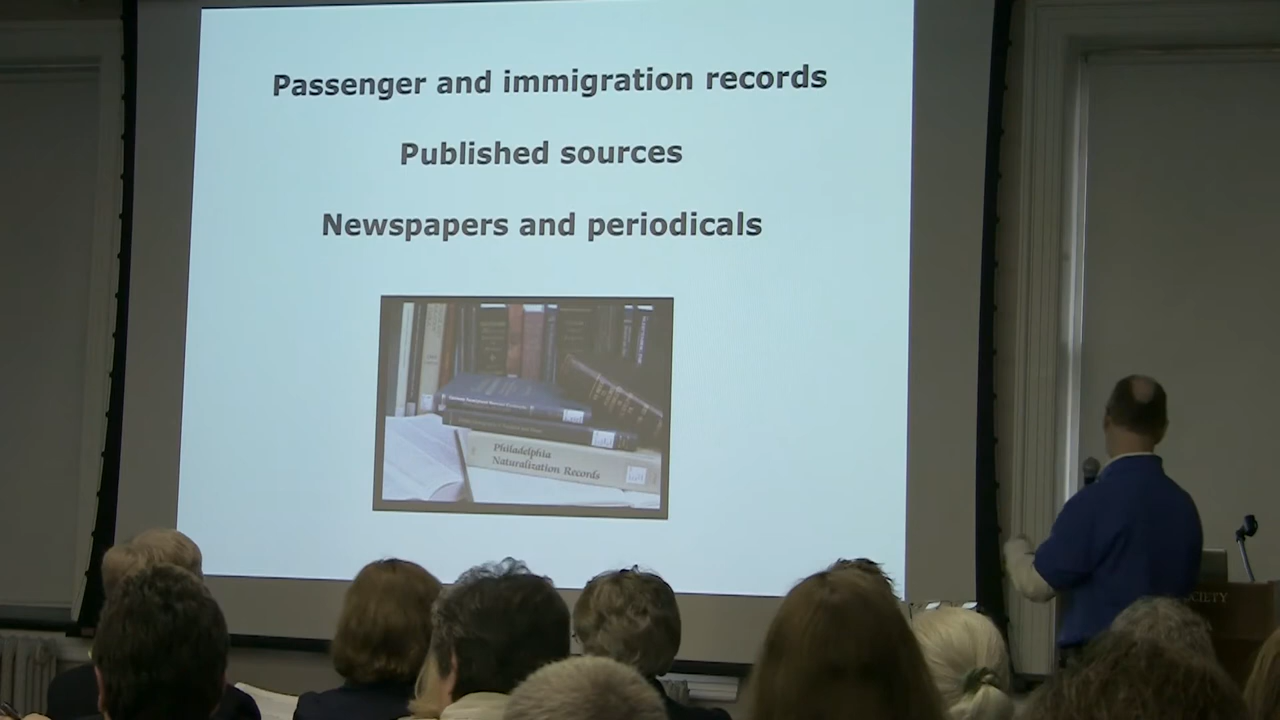 Passenger and immigration records
Published sources
Newspapers and periodicals
Philadelphia
Naturalization Records